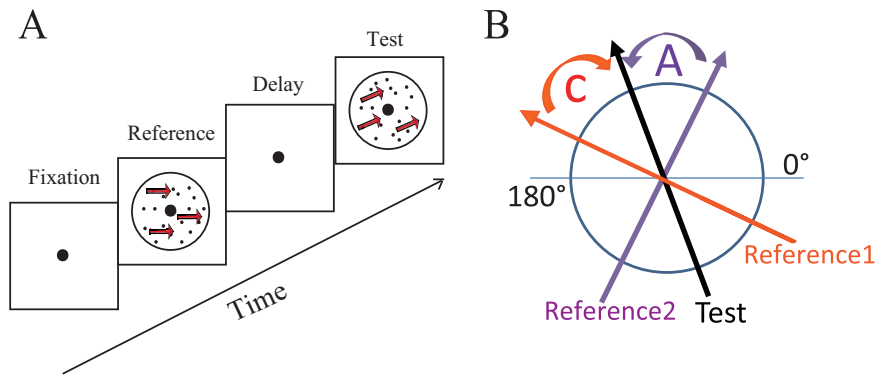 A
B
Test
Delay
Reference
Fixation
Time
C
A
0°
180°
Reference1
Reference2
Test